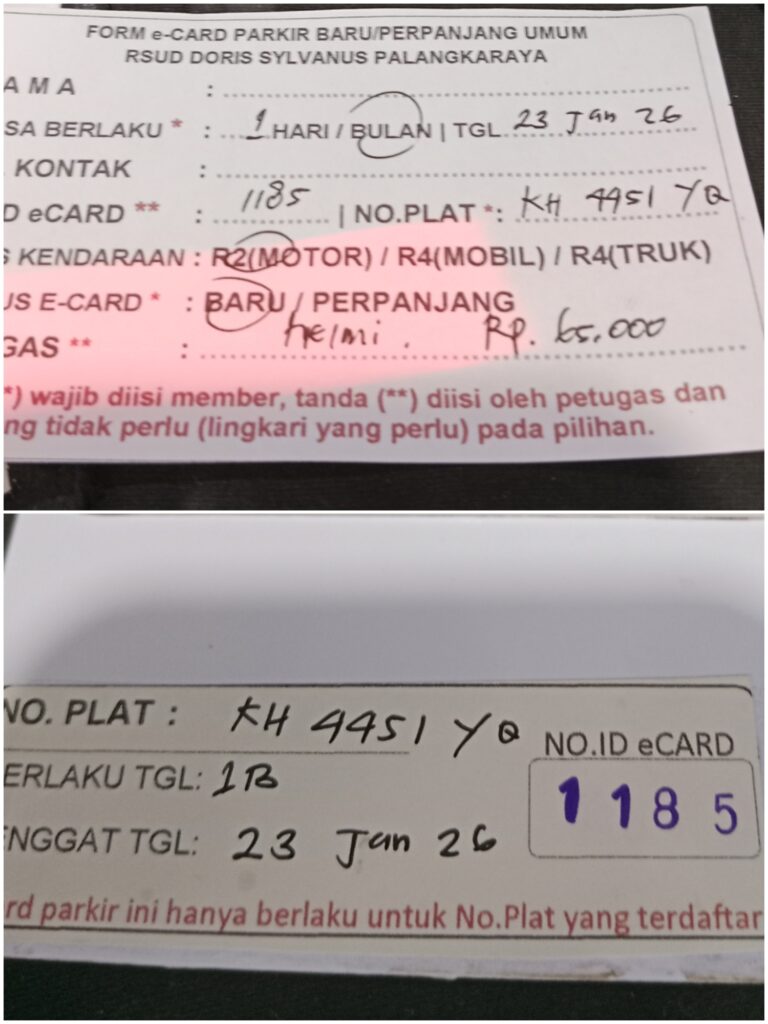 FORM e-CARD PARKIR BARU/PERPANJANG UMUM
RSUD DORIS SYLVANUS PALANGKARAYA
AMA :
SA BERLAKU * : 1 HARI / BULAN | TGL 23 Jan 26
KONTAK :
D eCARD ** : 1185 | NO.PLAT *: KH 4451 YQ
S KENDARAAN : R2(MOTOR) / R4(MOBIL) / R4(TRUK)
US E-CARD * : BARU / PERPANJANG
GAS ** : helmi . Rp. 65.000
*) wajib diisi member, tanda (**) diisi oleh petugas dan
ng tidak perlu (lingkari yang perlu) pada pilihan.
NO. PLAT : KH 4451 YQ
NO.ID eCARD
ERLAKU TGL: 1B
1185
ENGGAT TGL: 23 Jan 26
rd parkir ini hanya berlaku untuk No.Plat yang terdaftar